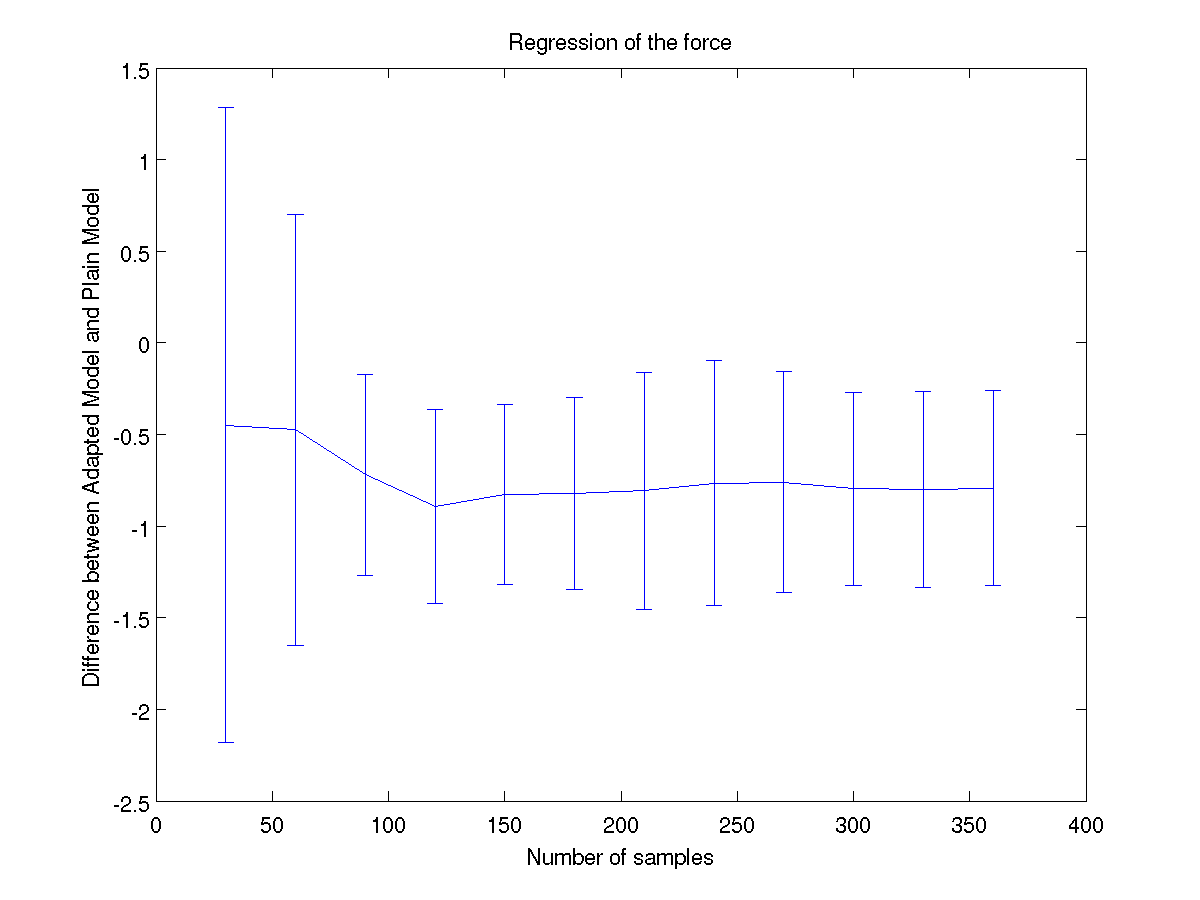 Regression of the force
Difference between Adapted Model and Plain Model
1.5
1
0.5
0
-0.5
-1
-1.5
-2
-2.5
0 50 100 150 200 250 300 350 400
Number of samples